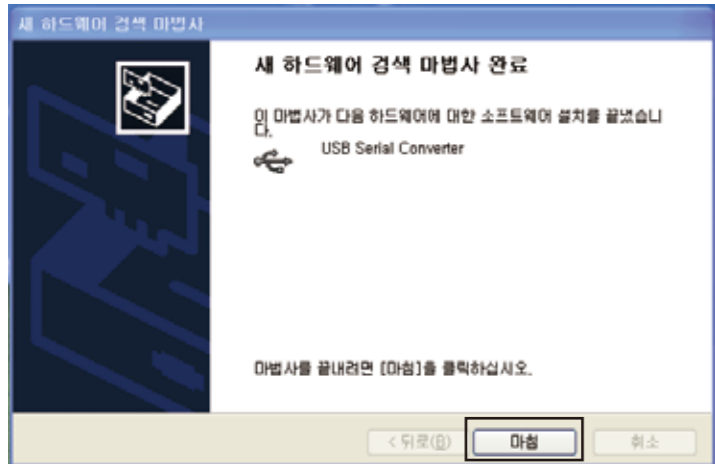 새 하드웨어 검색 마법사
새 하드웨어 검색 마법사 완료
이 마법사가 다음 하드웨어에 대한 소프트웨어 설치를 끝냈습니
다.
USB Serial Converter
마법사를 끝내려면 [마침]을 클릭하십시오.
< 뒤로(B) 마침 취소